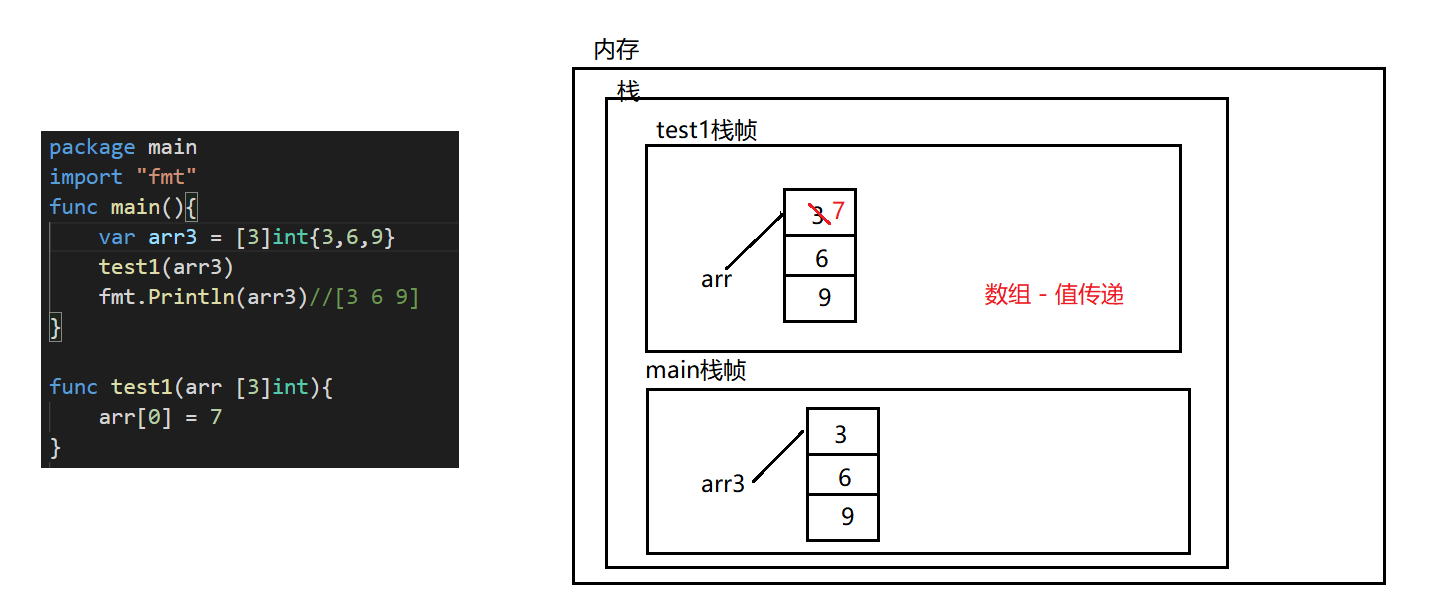 package main
import "fmt"
func main(){
    var arr3 = [3]int{3,6,9}
    test1(arr3)
    fmt.Println(arr3)//[3 6 9]
}
func test1(arr [3]int){
    arr[0] = 7
}
内存
栈
test1栈帧
3 7
6
arr
9
数组 - 值传递
main栈帧
3
6
arr3
9